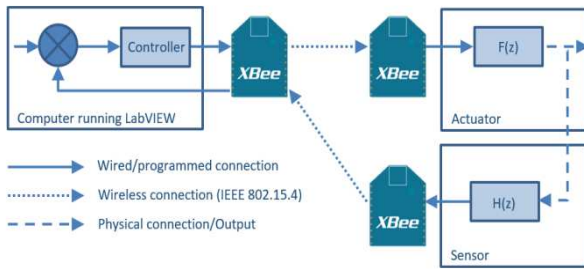 Controller
XBee
XBee
F(z)
Computer running LabVIEW
Actuator
Wired/programmed connection
Wireless connection (IEEE 802.15.4)
Physical connection/Output
XBee
H(z)
Sensor